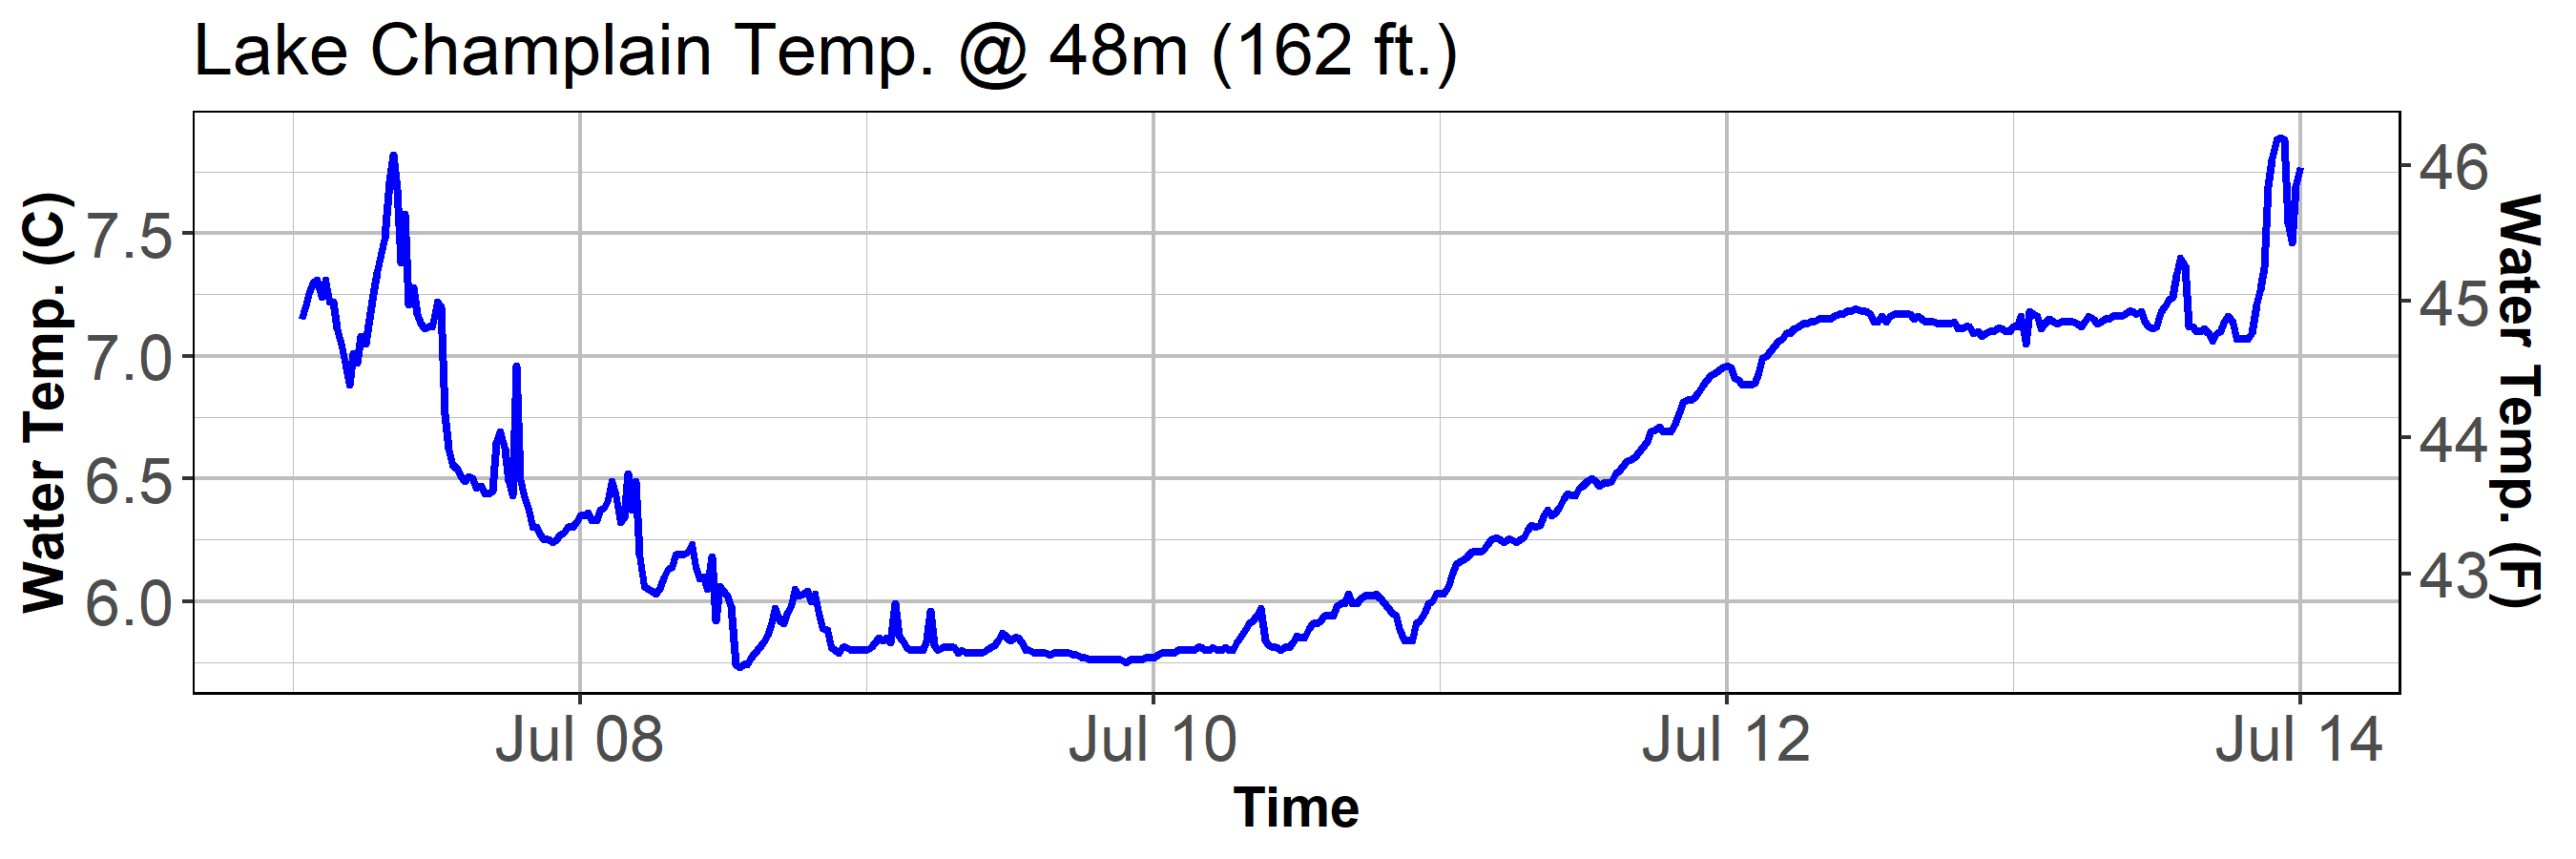 Lake Champlain Temp. @ 48m (162 ft.)
Water Temp. (C)
7.5
7.0
6.5
6.0
46
45
44
43
Water Temp. (F)
Jul 08
Jul 10
Jul 12
Jul 14
Time